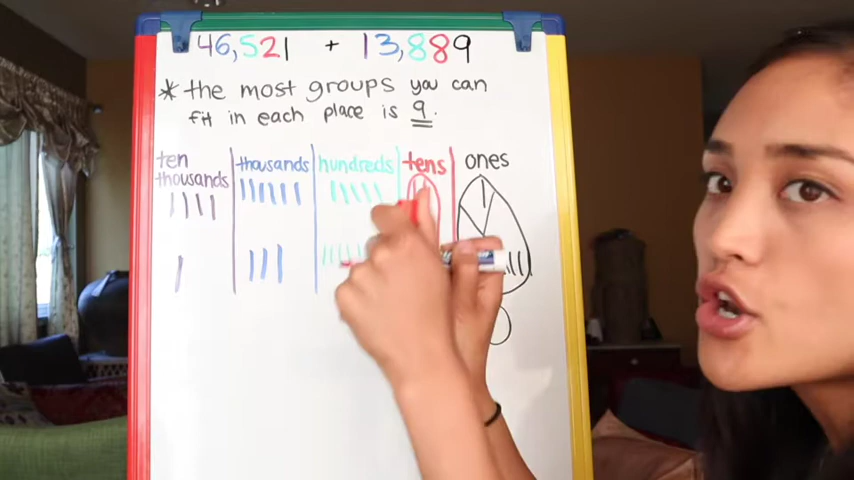 46,521 + 13,889
* the most groups you can
fit in each place is 9.
ten thousands thousands hundreds tens ones